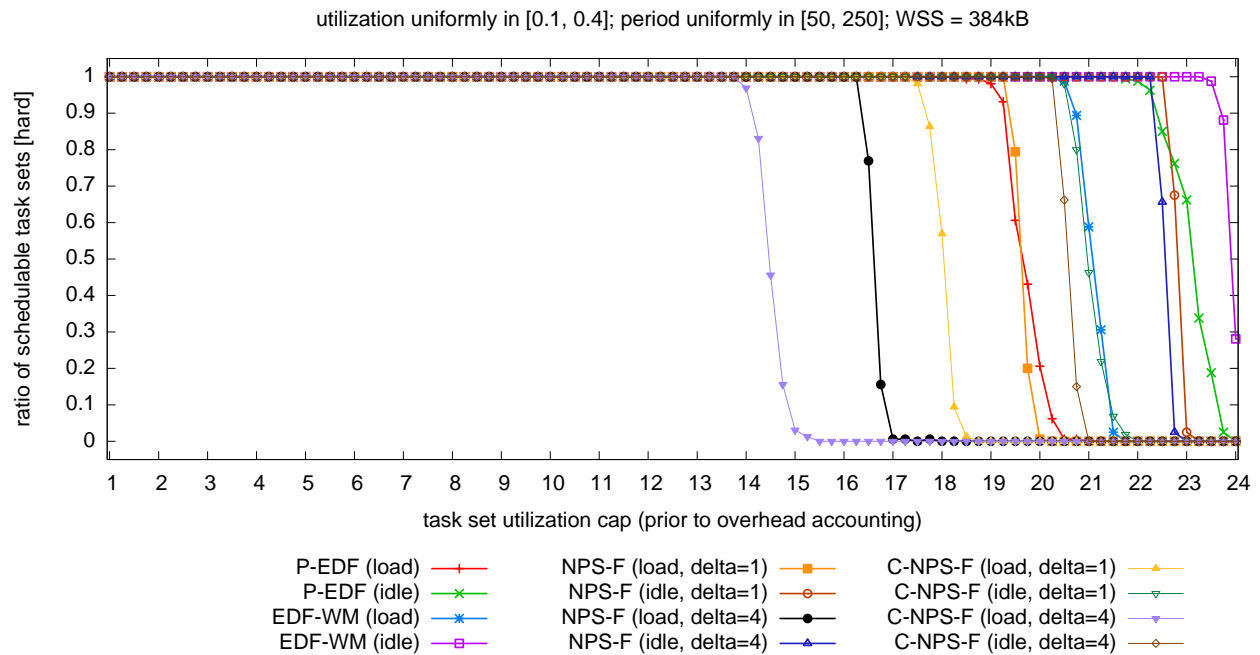 utilization uniformly in [0.1, 0.4]; period uniformly in [50, 250]; WSS = 384kB
ratio of schedulable task sets [hard]
1
0.9
0.8
0.7
0.6
0.5
0.4
0.3
0.2
0.1
0
1 2 3 4 5 6 7 8 9 10 11 12 13 14 15 16 17 18 19 20 21 22 23 24
task set utilization cap (prior to overhead accounting)
P-EDF (load) NPS-F (load, delta=1) C-NPS-F (load, delta=1)
P-EDF (idle) NPS-F (idle, delta=1) C-NPS-F (idle, delta=1)
EDF-WM (load) NPS-F (load, delta=4) C-NPS-F (load, delta=4)
EDF-WM (idle) NPS-F (idle, delta=4) C-NPS-F (idle, delta=4)